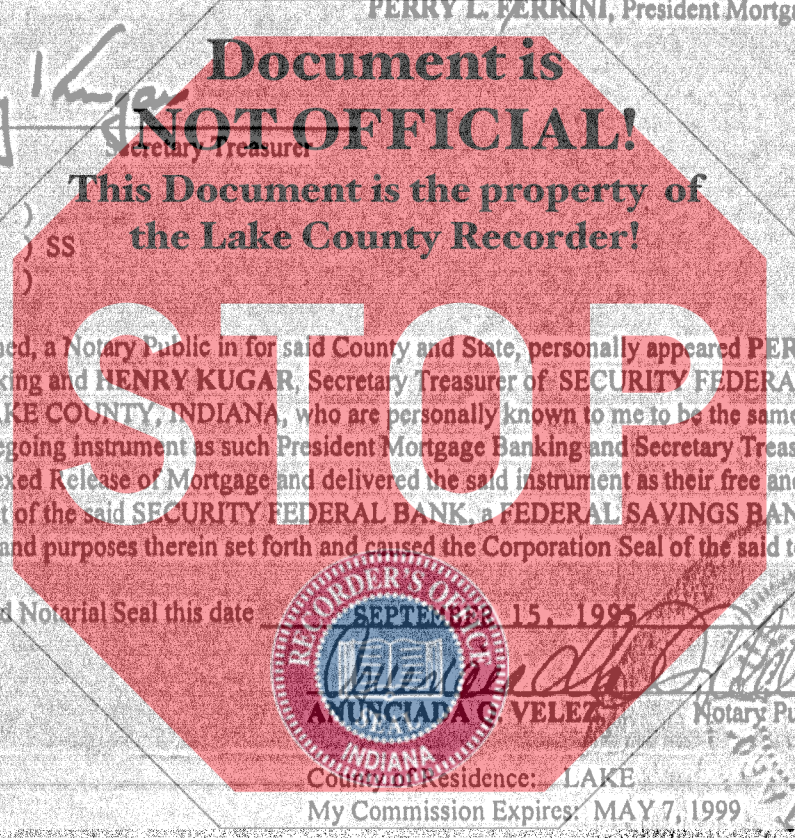 PERRY L. FERRINI, President Mortga
Document is
NOT OFFICIAL!
Secretary Treasurer
This Document is the property of
the Lake County Recorder!
)
) SS
)
STOP
ned, a Notary Public in for said County and State, personally appeared PER
king and HENRY KUGAR, Secretary Treasurer of SECURITY FEDERA
AKE COUNTY, INDIANA, who are personally known to me to be the same
egoing instrument as such President Mortgage Banking and Secretary Treas
exed Release of Mortgage and delivered the said instrument as their free and
t of the said SECURITY FEDERAL BANK, a FEDERAL SAVINGS BAN
and purposes therein set forth and caused the Corporation Seal of the said t
d Notarial Seal this date SEPTEMBER 15, 1995
RECORDER'S OFFICE
INDIANA
ANUNCIADA Q. VELEZ, Notary Pu
County of Residence: LAKE
My Commission Expires: MAY 7, 1999